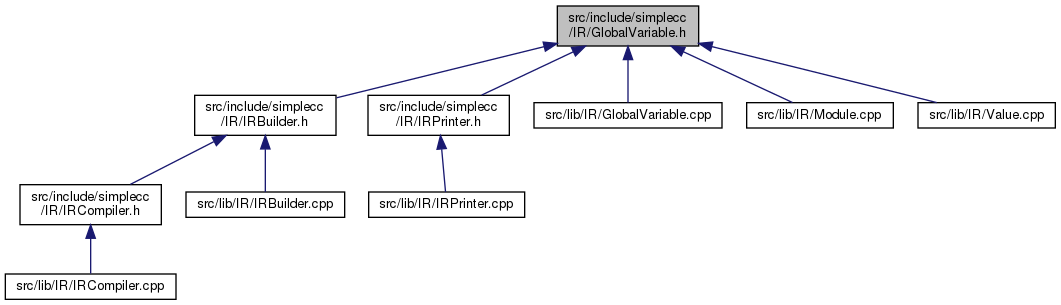 src/include/simplecc
/IR/GlobalVariable.h
src/include/simplecc
/IR/IRBuilder.h
src/include/simplecc
/IR/IRPrinter.h
src/lib/IR/GlobalVariable.cpp
src/lib/IR/Module.cpp
src/lib/IR/Value.cpp
src/include/simplecc
/IR/IRCompiler.h
src/lib/IR/IRBuilder.cpp
src/lib/IR/IRPrinter.cpp
src/lib/IR/IRCompiler.cpp